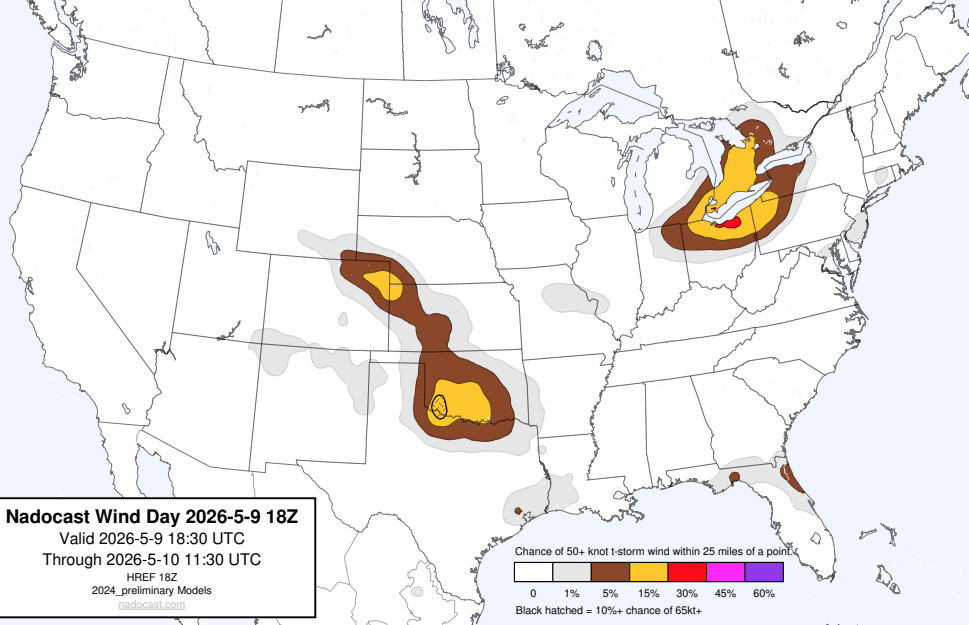 Nadocast Wind Day 2026-5-9 18Z
Valid 2026-5-9 18:30 UTC
Through 2026-5-10 11:30 UTC
HREF 18Z
2024_preliminary Models
nadocast.com
Chance of 50+ knot t-storm wind within 25 miles of a point.
0 1% 5% 15% 30% 45% 60%
Black hatched = 10%+ chance of 65kt+